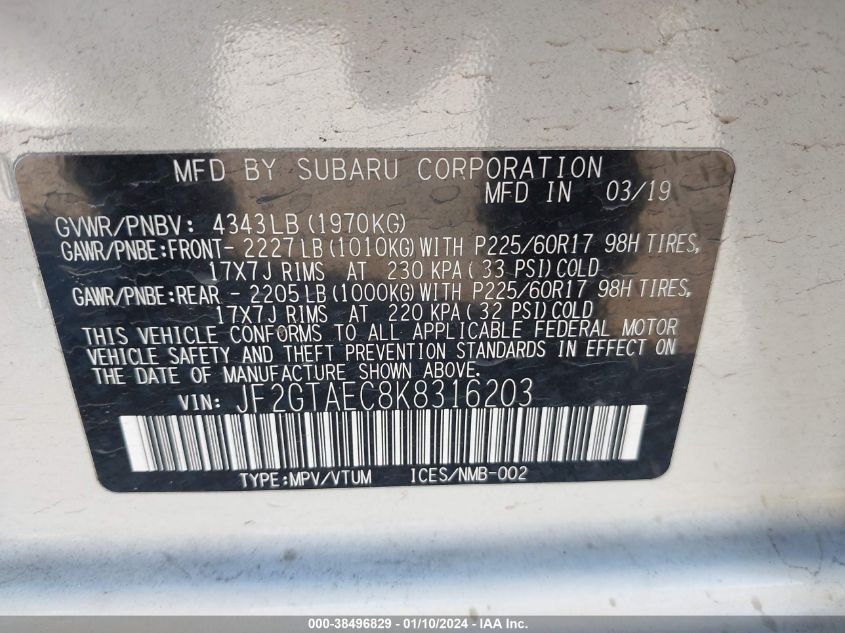 MFD BY SUBARU CORPORATION
MFD IN 03/19
GVWR/PNBV: 4343LB (1970KG)
GAWR/PNBE:FRONT- 2227LB (1010KG) WITH P225/60R17 98H TIRES,
17X7J RIMS AT 230 KPA (33 PSI) COLD
GAWR/PNBE:REAR - 2205LB (1000KG) WITH P225/60R17 98H TIRES,
17X7J RIMS AT 220 KPA (32 PSI) COLD
THIS VEHICLE CONFORMS TO ALL APPLICABLE FEDERAL MOTOR
VEHICLE SAFETY AND THEFT PREVENTION STANDARDS IN EFFECT ON
THE DATE OF MANUFACTURE SHOWN ABOVE.
VIN: JF2GTAEC8K8316203
TYPE:MPV/VTUM ICES/NMB-002
000-38496829 - 01/10/2024 - IAA Inc.